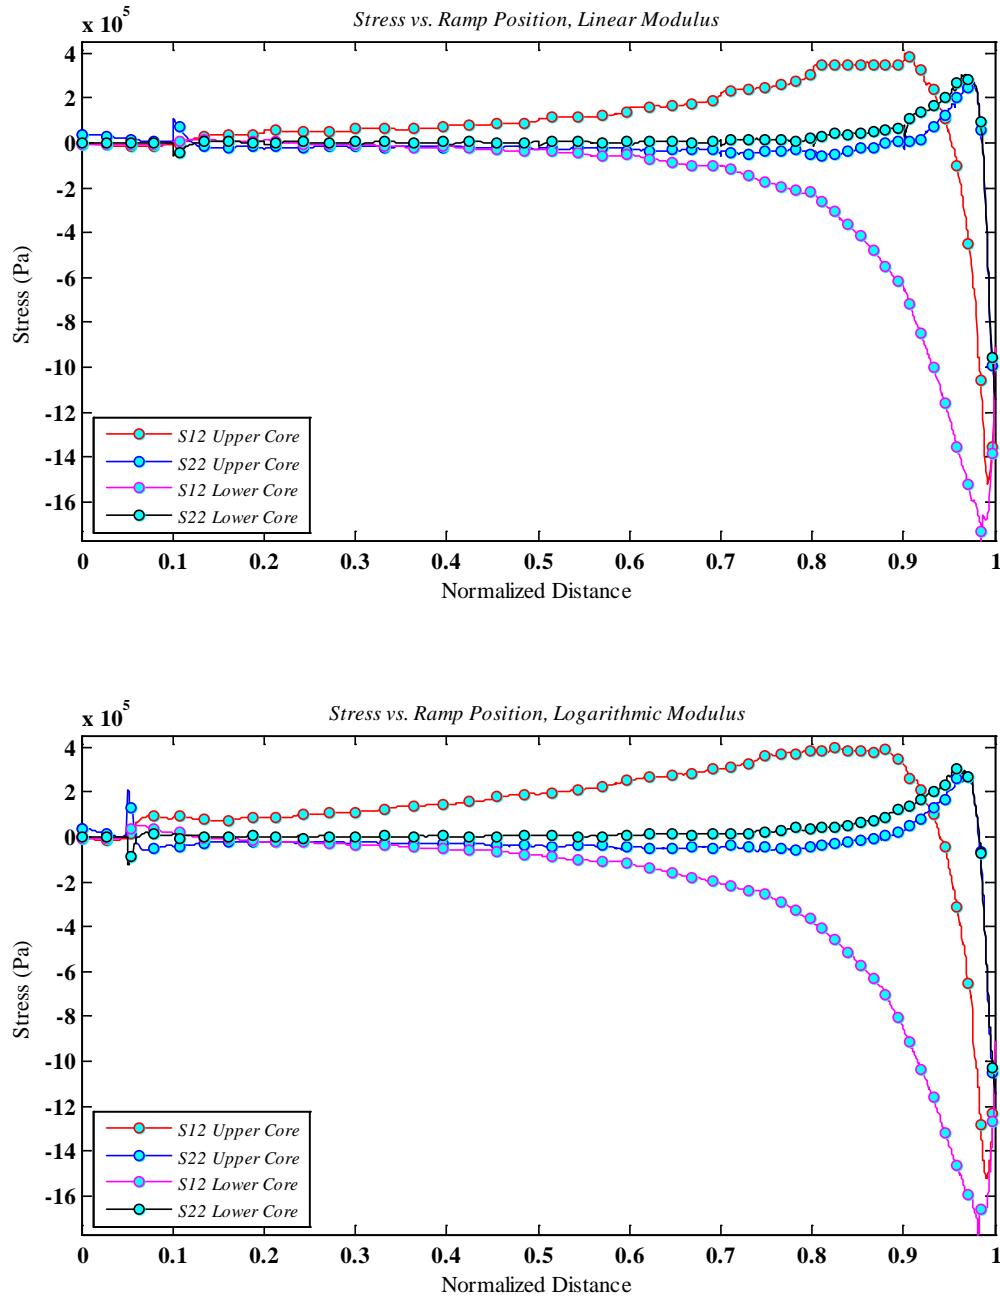 Stress vs. Ramp Position, Linear Modulus
x 10^5
4
2
0
-2
-4
-6
-8
-10
-12
-14
-16
Stress (Pa)
S12 Upper Core
S22 Upper Core
S12 Lower Core
S22 Lower Core
0 0.1 0.2 0.3 0.4 0.5 0.6 0.7 0.8 0.9 1
Normalized Distance
Stress vs. Ramp Position, Logarithmic Modulus
x 10^5
4
2
0
-2
-4
-6
-8
-10
-12
-14
-16
Stress (Pa)
S12 Upper Core
S22 Upper Core
S12 Lower Core
S22 Lower Core
0 0.1 0.2 0.3 0.4 0.5 0.6 0.7 0.8 0.9 1
Normalized Distance